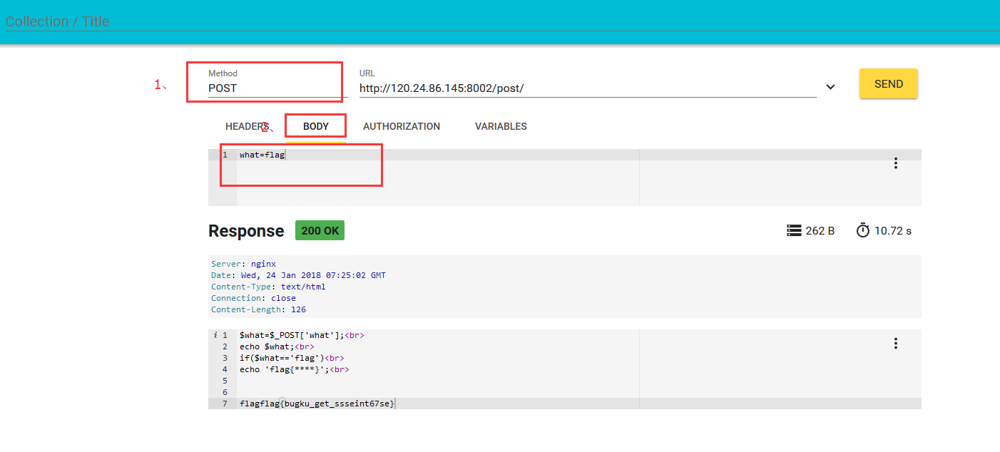 Collection / Title
1、
Method
POST
URL
http://120.24.86.145:8002/post/
SEND
HEADERS
2、
BODY
AUTHORIZATION
VARIABLES
1 what=flag
Response
200 OK
262 B
10.72 s
Server: nginx
Date: Wed, 24 Jan 2018 07:25:02 GMT
Content-Type: text/html
Connection: close
Content-Length: 126
i 1 $what=$_POST['what'];<br>
2 echo $what;<br>
3 if($what=='flag')<br>
4 echo 'flag{****}';<br>
5
6
7 flagflag{bugku_get_ssseint67se}